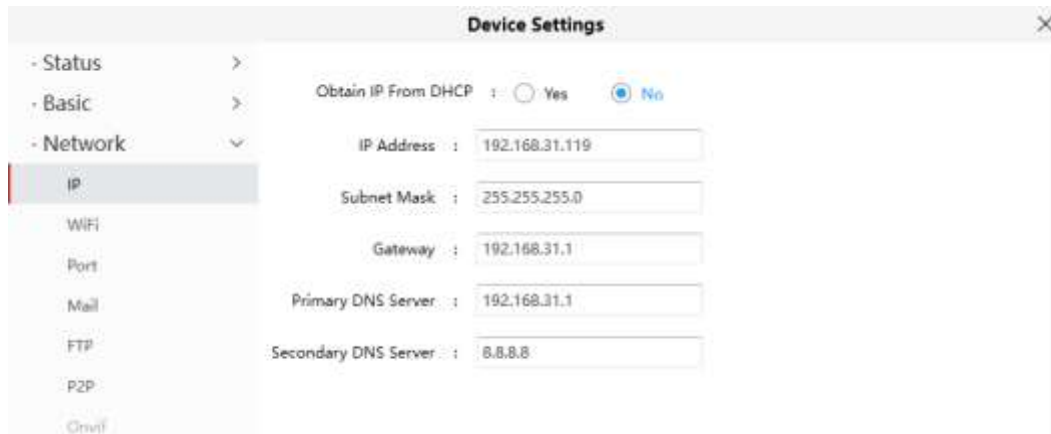 Device Settings
- Status
- Basic
- Network
IP
WiFi
Port
Mail
FTP
P2P
Onvif
Obtain IP From DHCP : Yes No
IP Address : 192.168.31.119
Subnet Mask : 255.255.255.0
Gateway : 192.168.31.1
Primary DNS Server : 192.168.31.1
Secondary DNS Server : 8.8.8.8